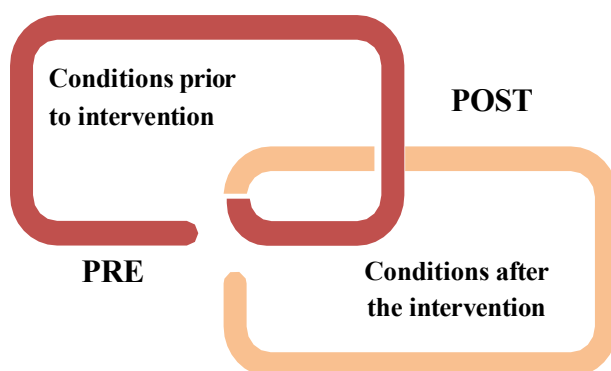 Conditions prior
to intervention
POST
PRE
Conditions after
the intervention